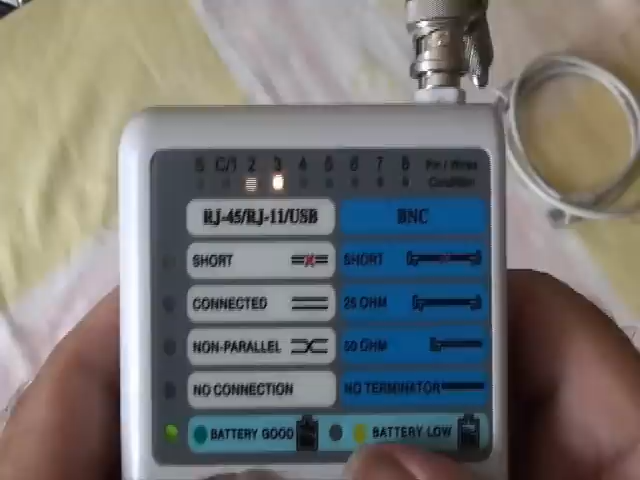 G C/1 2 3 4 5 6 7 8 Pin / Wires
Condition
RJ-45/RJ-11/USB BNC
SHORT SHORT
CONNECTED 25 OHM
NON-PARALLEL 50 OHM
NO CONNECTION NO TERMINATOR
BATTERY GOOD BATTERY LOW